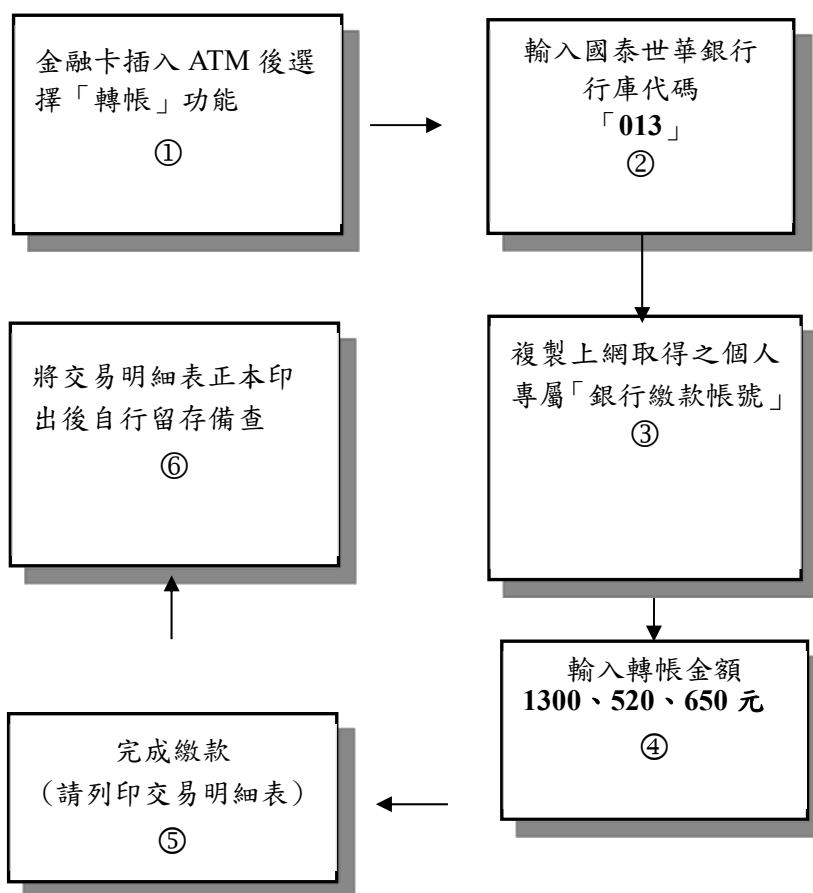 金融卡插入 ATM 後選
擇「轉帳」功能
①
輸入國泰世華銀行
行庫代碼
「013」
②
複製上網取得之個人
專屬「銀行繳款帳號」
③
輸入轉帳金額
1300、520、650 元
④
完成繳款
（請列印交易明細表）
⑤
將交易明細表正本印
出後自行留存備查
⑥